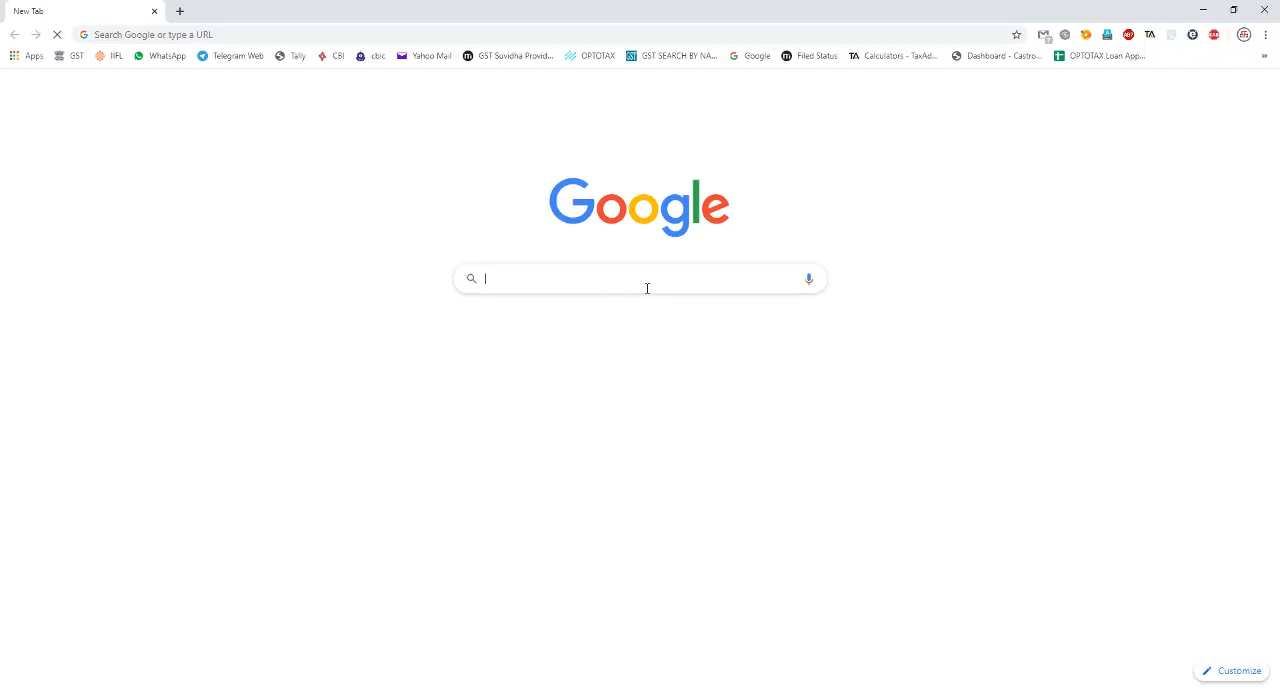 New Tab
Search Google or type a URL
Apps GST IIFL WhatsApp Telegram Web Tally CBI cbic Yahoo Mail GST Suvidha Provid... OPTOTAX GST SEARCH BY NA... Google Filed Status TA Calculators - TaxAd... Dashboard - Castro... OPTOTAX Loan App...
Google
Customize